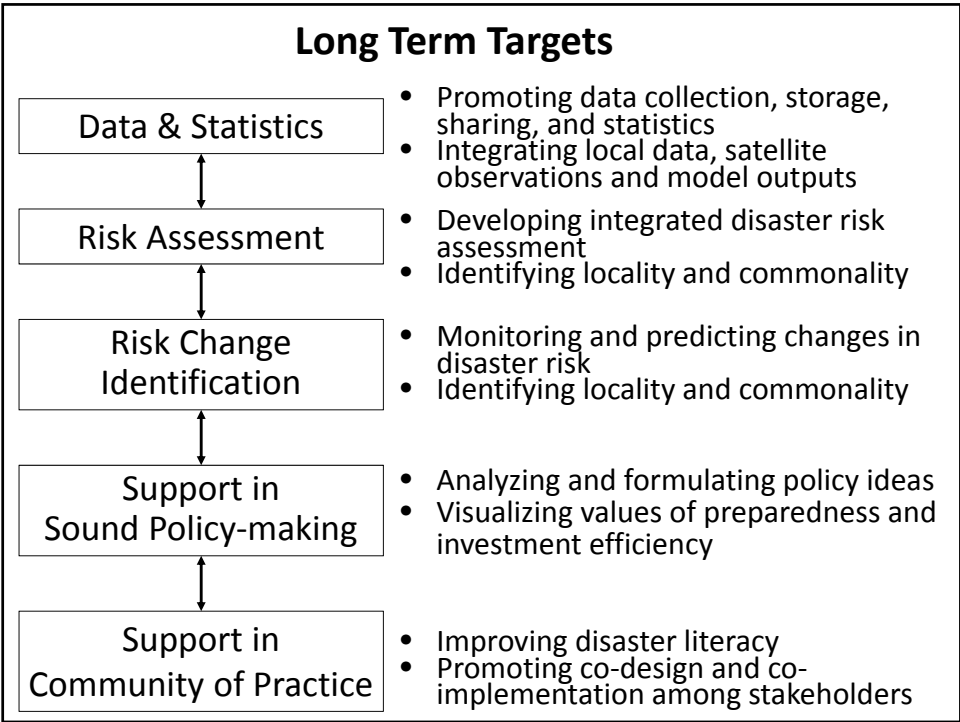 Long Term Targets
Data & Statistics
• Promoting data collection, storage,
sharing, and statistics
• Integrating local data, satellite
observations and model outputs
Risk Assessment
• Developing integrated disaster risk
assessment
• Identifying locality and commonality
Risk Change
Identification
• Monitoring and predicting changes in
disaster risk
• Identifying locality and commonality
Support in
Sound Policy-making
• Analyzing and formulating policy ideas
• Visualizing values of preparedness and
investment efficiency
Support in
Community of Practice
• Improving disaster literacy
• Promoting co-design and co-
implementation among stakeholders